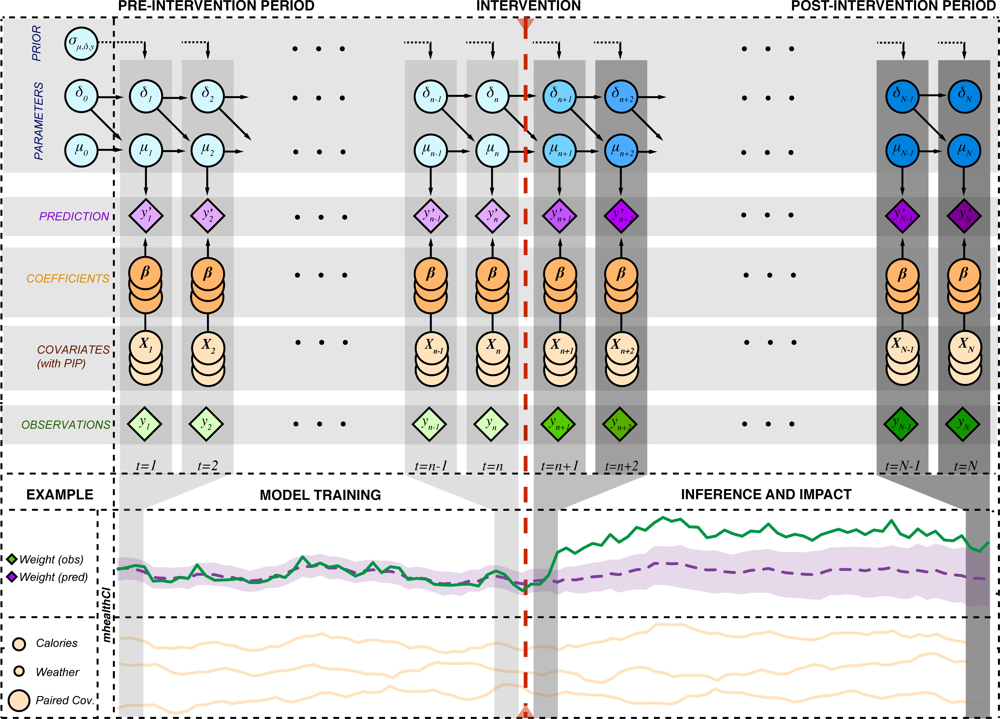 PRE-INTERVENTION PERIOD INTERVENTION POST-INTERVENTION PERIOD
PRIOR
σμ,δ,y
PARAMETERS
δ0 δ1 δ2 δn-1 δn δn+1 δn+2 δN-1 δN
μ0 μ1 μ2 μn-1 μn μn+1 μn+2 μN-1 μN
PREDICTION y’1 y’2 y’n-1 y’n y’n+1 y’n+2 y’N-1 y’N
COEFFICIENTS β β β β β β β β
COVARIATES X1 X2 Xn-1 Xn Xn+1 Xn+2 XN-1 XN
(with PIP)
OBSERVATIONS y1 y2 yn-1 yn yn+1 yn+2 yN-1 yN
t=1 t=2 t=n-1 t=n t=n+1 t=n+2 t=N-1 t=N
EXAMPLE MODEL TRAINING INFERENCE AND IMPACT
Weight (obs)
Weight (pred)
mhealthCI
Calories
Weather
Paired Cov.